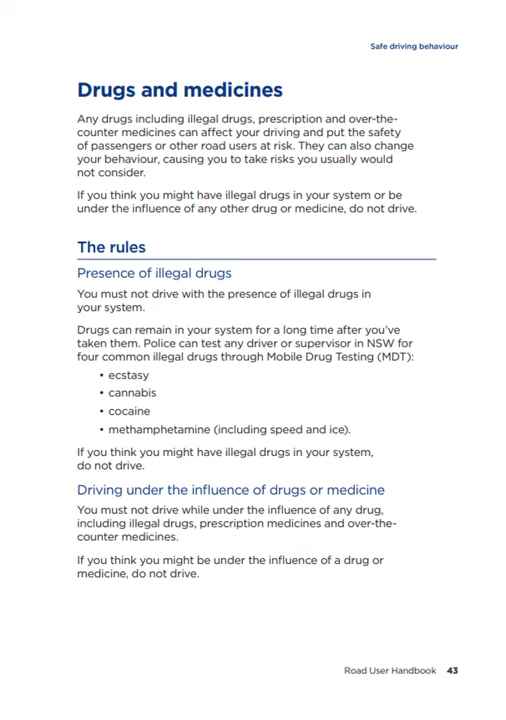 Safe driving behaviour
Drugs and medicines
Any drugs including illegal drugs, prescription and over-the-
counter medicines can affect your driving and put the safety
of passengers or other road users at risk. They can also change
your behaviour, causing you to take risks you usually would
not consider.
If you think you might have illegal drugs in your system or be
under the influence of any other drug or medicine, do not drive.
The rules
Presence of illegal drugs
You must not drive with the presence of illegal drugs in
your system.
Drugs can remain in your system for a long time after you've
taken them. Police can test any driver or supervisor in NSW for
four common illegal drugs through Mobile Drug Testing (MDT):
• ecstasy
• cannabis
• cocaine
• methamphetamine (including speed and ice).
If you think you might have illegal drugs in your system,
do not drive.
Driving under the influence of drugs or medicine
You must not drive while under the influence of any drug,
including illegal drugs, prescription medicines and over-the-
counter medicines.
If you think you might be under the influence of a drug or
medicine, do not drive.
Road User Handbook 43